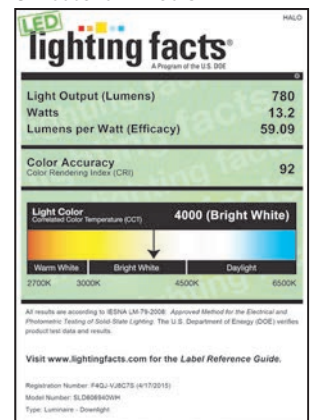 HALO
LED
lighting facts®
A Program of the U.S. DOE
Light Output (Lumens) 780
Watts 13.2
Lumens per Watt (Efficacy) 59.09
Color Accuracy 92
Color Rendering Index (CRI)
Light Color 4000 (Bright White)
Correlated Color Temperature (CCT)
Warm White Bright White Daylight
2700K 3000K 4500K 6500K
All results are according to IESNA LM-79-2008: Approved Method for the Electrical and
Photometric Testing of Solid-State Lighting. The U.S. Department of Energy (DOE) verifies
product test data and results.
Visit www.lightingfacts.com for the Label Reference Guide.
Registration Number: F4QJ-VJ8C7S (4/17/2015)
Model Number: SLD606940WH
Type: Luminaire - Downlight